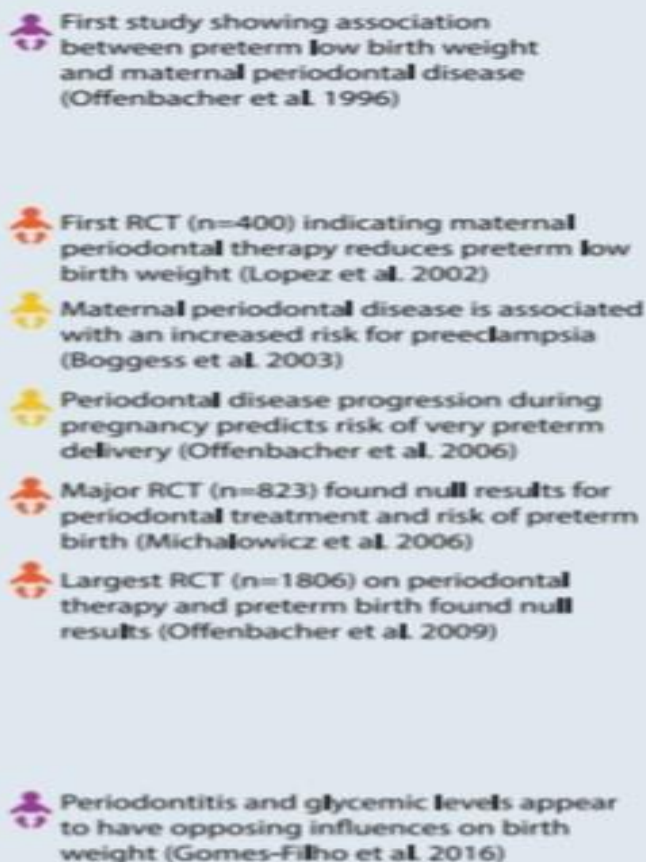 First study showing association
between preterm low birth weight
and maternal periodontal disease
(Offenbacher et al. 1996)
First RCT (n=400) indicating maternal
periodontal therapy reduces preterm low
birth weight (Lopez et al. 2002)
Maternal periodontal disease is associated
with an increased risk for preeclampsia
(Boggess et al. 2003)
Periodontal disease progression during
pregnancy predicts risk of very preterm
delivery (Offenbacher et al. 2006)
Major RCT (n=823) found null results for
periodontal treatment and risk of preterm
birth (Michalowicz et al. 2006)
Largest RCT (n=1806) on periodontal
therapy and preterm birth found null
results (Offenbacher et al. 2009)
Periodontitis and glycemic levels appear
to have opposing influences on birth
weight (Gomes-Filho et al. 2016)